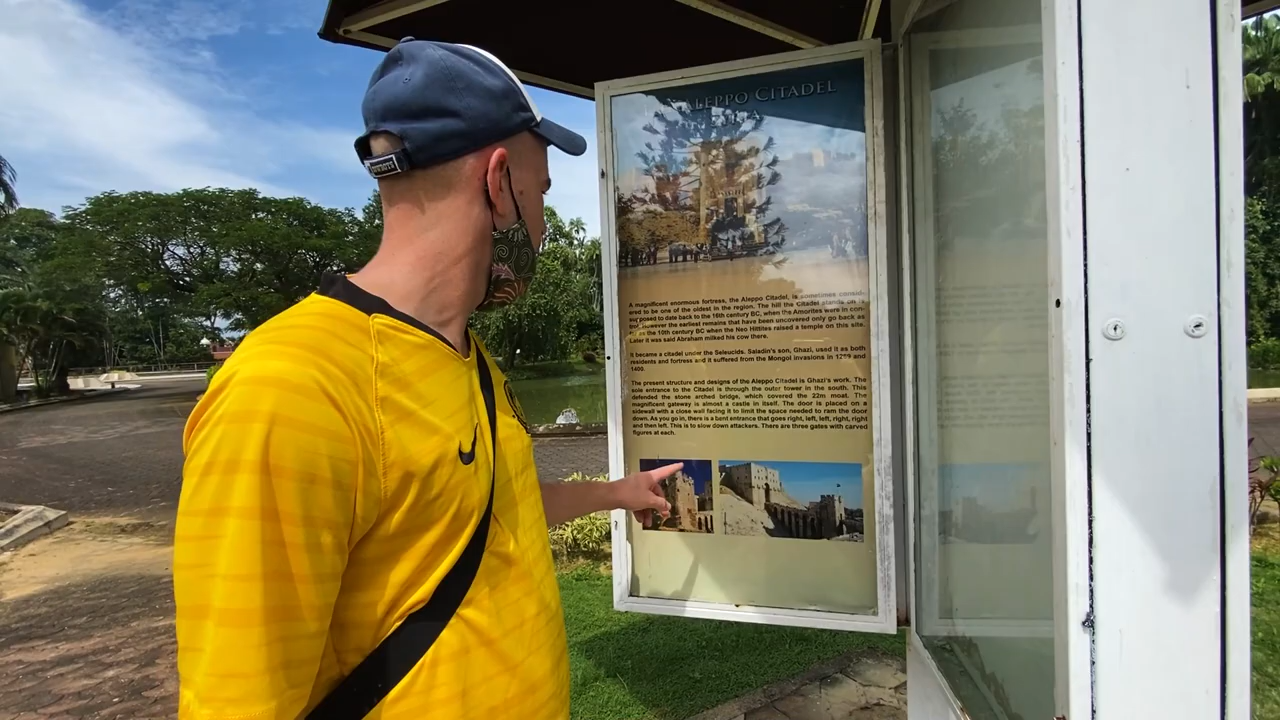 ALEPPO CITADEL
A magnificent enormous fortress, the Aleppo Citadel, is sometimes consid-
ered to be one of the oldest in the region. The hill the Citadel stands on is
supposed to date back to the 16th century BC, when the Amorites were in con-
trol. However the earliest remains that have been uncovered only go back as
far as the 10th century BC when the Neo Hittites raised a temple on this site.
Later it was said Abraham milked his cow there.
It became a citadel under the Seleucids. Saladin's son, Ghazi, used it as both
residents and fortress and it suffered from the Mongol invasions in 1259 and
1400.
The present structure and designs of the Aleppo Citadel is Ghazi's work. The
sole entrance to the Citadel is through the outer tower in the south. This
defended the stone arched bridge, which covered the 22m moat. The
magnificent gateway is almost a castle in itself. The door is placed on a
sidewall with a close wall facing it to limit the space needed to ram the door
down. As you go in, there is a bent entrance that goes right, left, left, right, right
and then left. This is to slow down attackers. There are three gates with carved
figures at each.